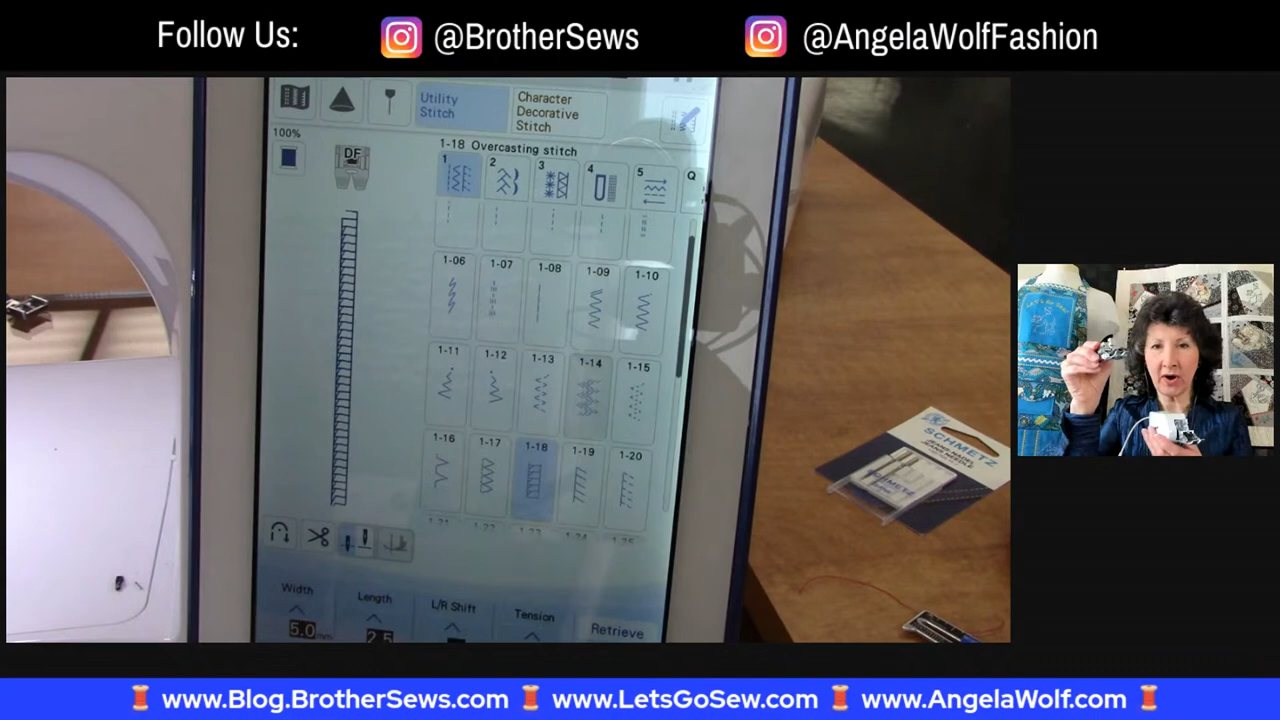 Follow Us: @BrotherSews @AngelaWolfFashion
Utility Stitch
Character Decorative Stitch
100%
DF
1-18 Overcasting stitch
1 2 3 4 5 Q
1-06 1-07 1-08 1-09 1-10
1-11 1-12 1-13 1-14 1-15
1-16 1-17 1-18 1-19 1-20
Width Length L/R Shift Tension Retrieve
5.0mm 2.5
SCHMETZ
www.Blog.BrotherSews.com www.LetsGoSew.com www.AngelaWolf.com